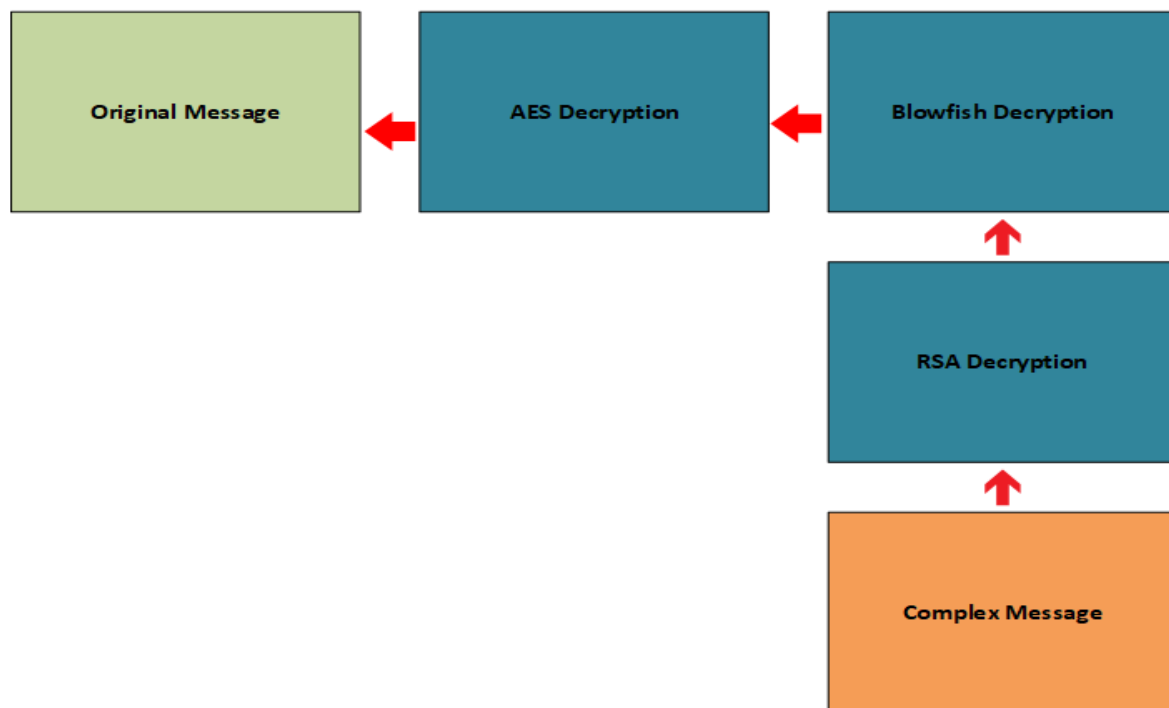 Original Message
AES Decryption
Blowfish Decryption
RSA Decryption
Complex Message